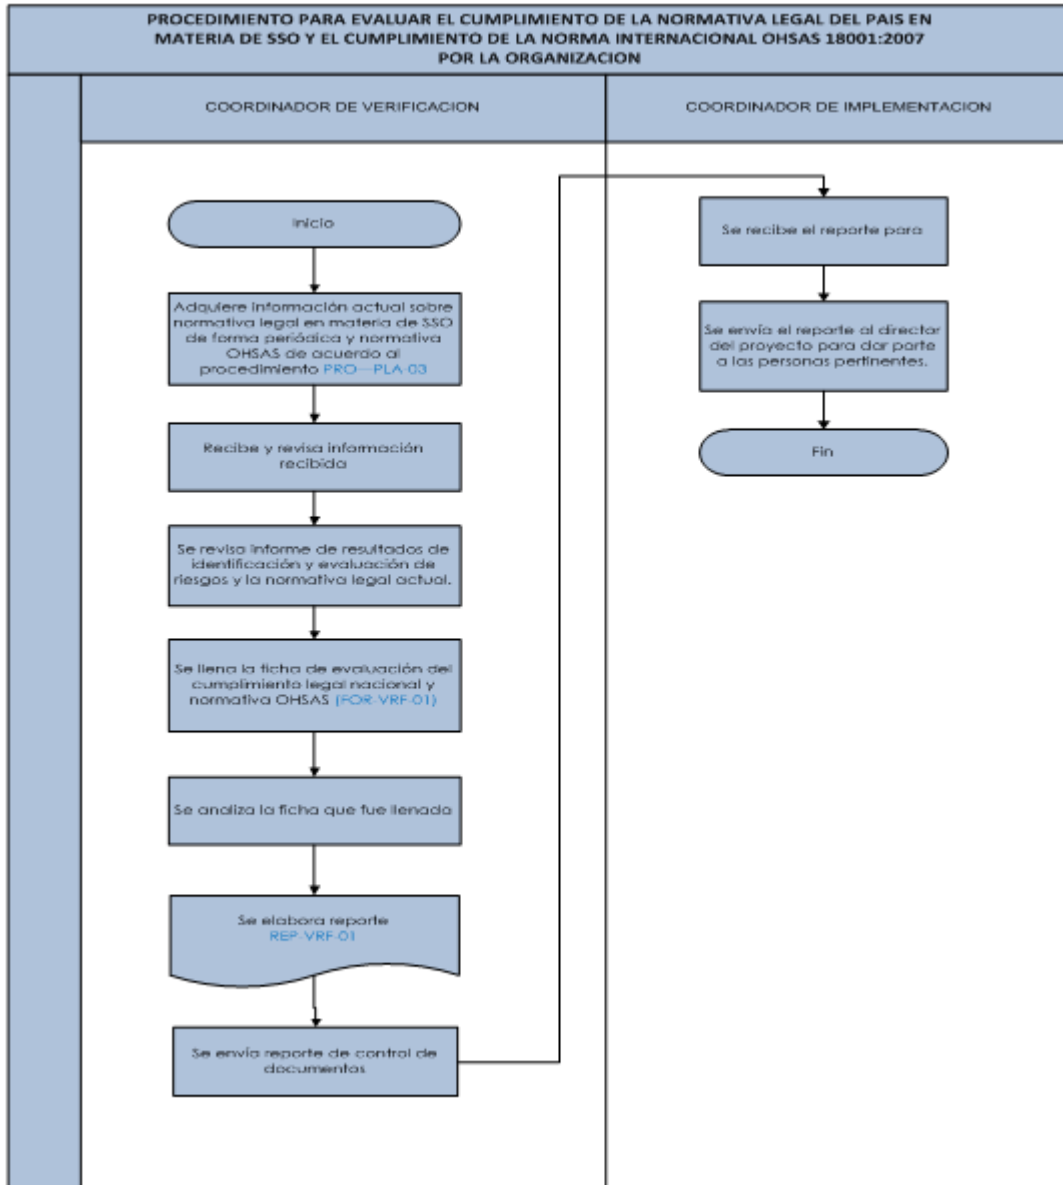 PROCEDIMIENTO PARA EVALUAR EL CUMPLIMIENTO DE LA NORMATIVA LEGAL DEL PAIS EN
MATERIA DE SSO Y EL CUMPLIMIENTO DE LA NORMA INTERNACIONAL OHSAS 18001:2007
POR LA ORGANIZACION
COORDINADOR DE VERIFICACION
COORDINADOR DE IMPLEMENTACION
Inicio
Adquiere información actual sobre
normativa legal en materia de SSO
de forma periódica y normativa
OHSAS de acuerdo al
procedimiento PRO—PLA-03
Recibe y revisa información
recibida
Se revisa informe de resultados de
identificación y evaluación de
riesgos y la normativa legal actual.
Se llena la ficha de evaluación del
cumplimiento legal nacional y
normativa OHSAS (FOR-VRF-01)
Se analiza la ficha que fue llenada
Se elabora reporte
REP-VRF-01
Se envía reporte de control de
documentos
Se recibe el reporte para
Se envía el reporte al director
del proyecto para dar parte
a las personas pertinentes.
Fin